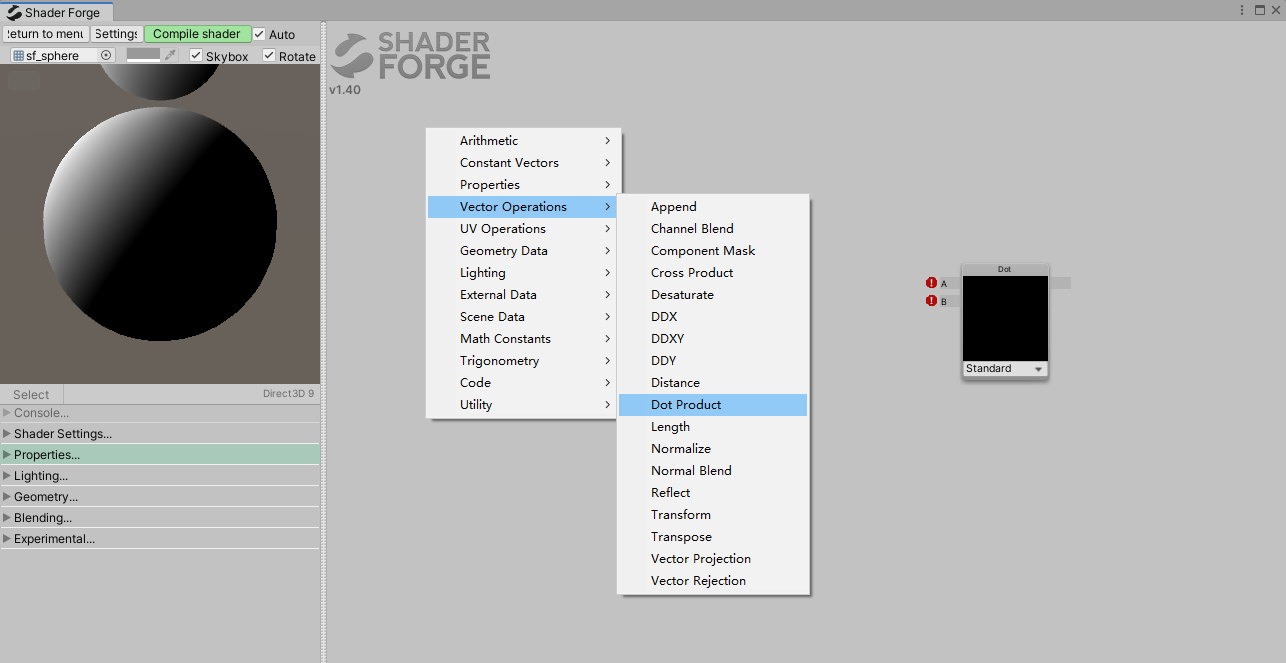 Shader Forge
Return to menu Settings Compile shader Auto
sf_sphere Skybox Rotate
SHADER
FORGE
v1.40
Select Direct3D 9
Console...
Shader Settings...
Properties...
Lighting...
Geometry...
Blending...
Experimental...
Arithmetic
Constant Vectors
Properties
Vector Operations
UV Operations
Geometry Data
Lighting
External Data
Scene Data
Math Constants
Trigonometry
Code
Utility
Append
Channel Blend
Component Mask
Cross Product
Desaturate
DDX
DDXY
DDY
Distance
Dot Product
Length
Normalize
Normal Blend
Reflect
Transform
Transpose
Vector Projection
Vector Rejection
Dot
A
B
Standard